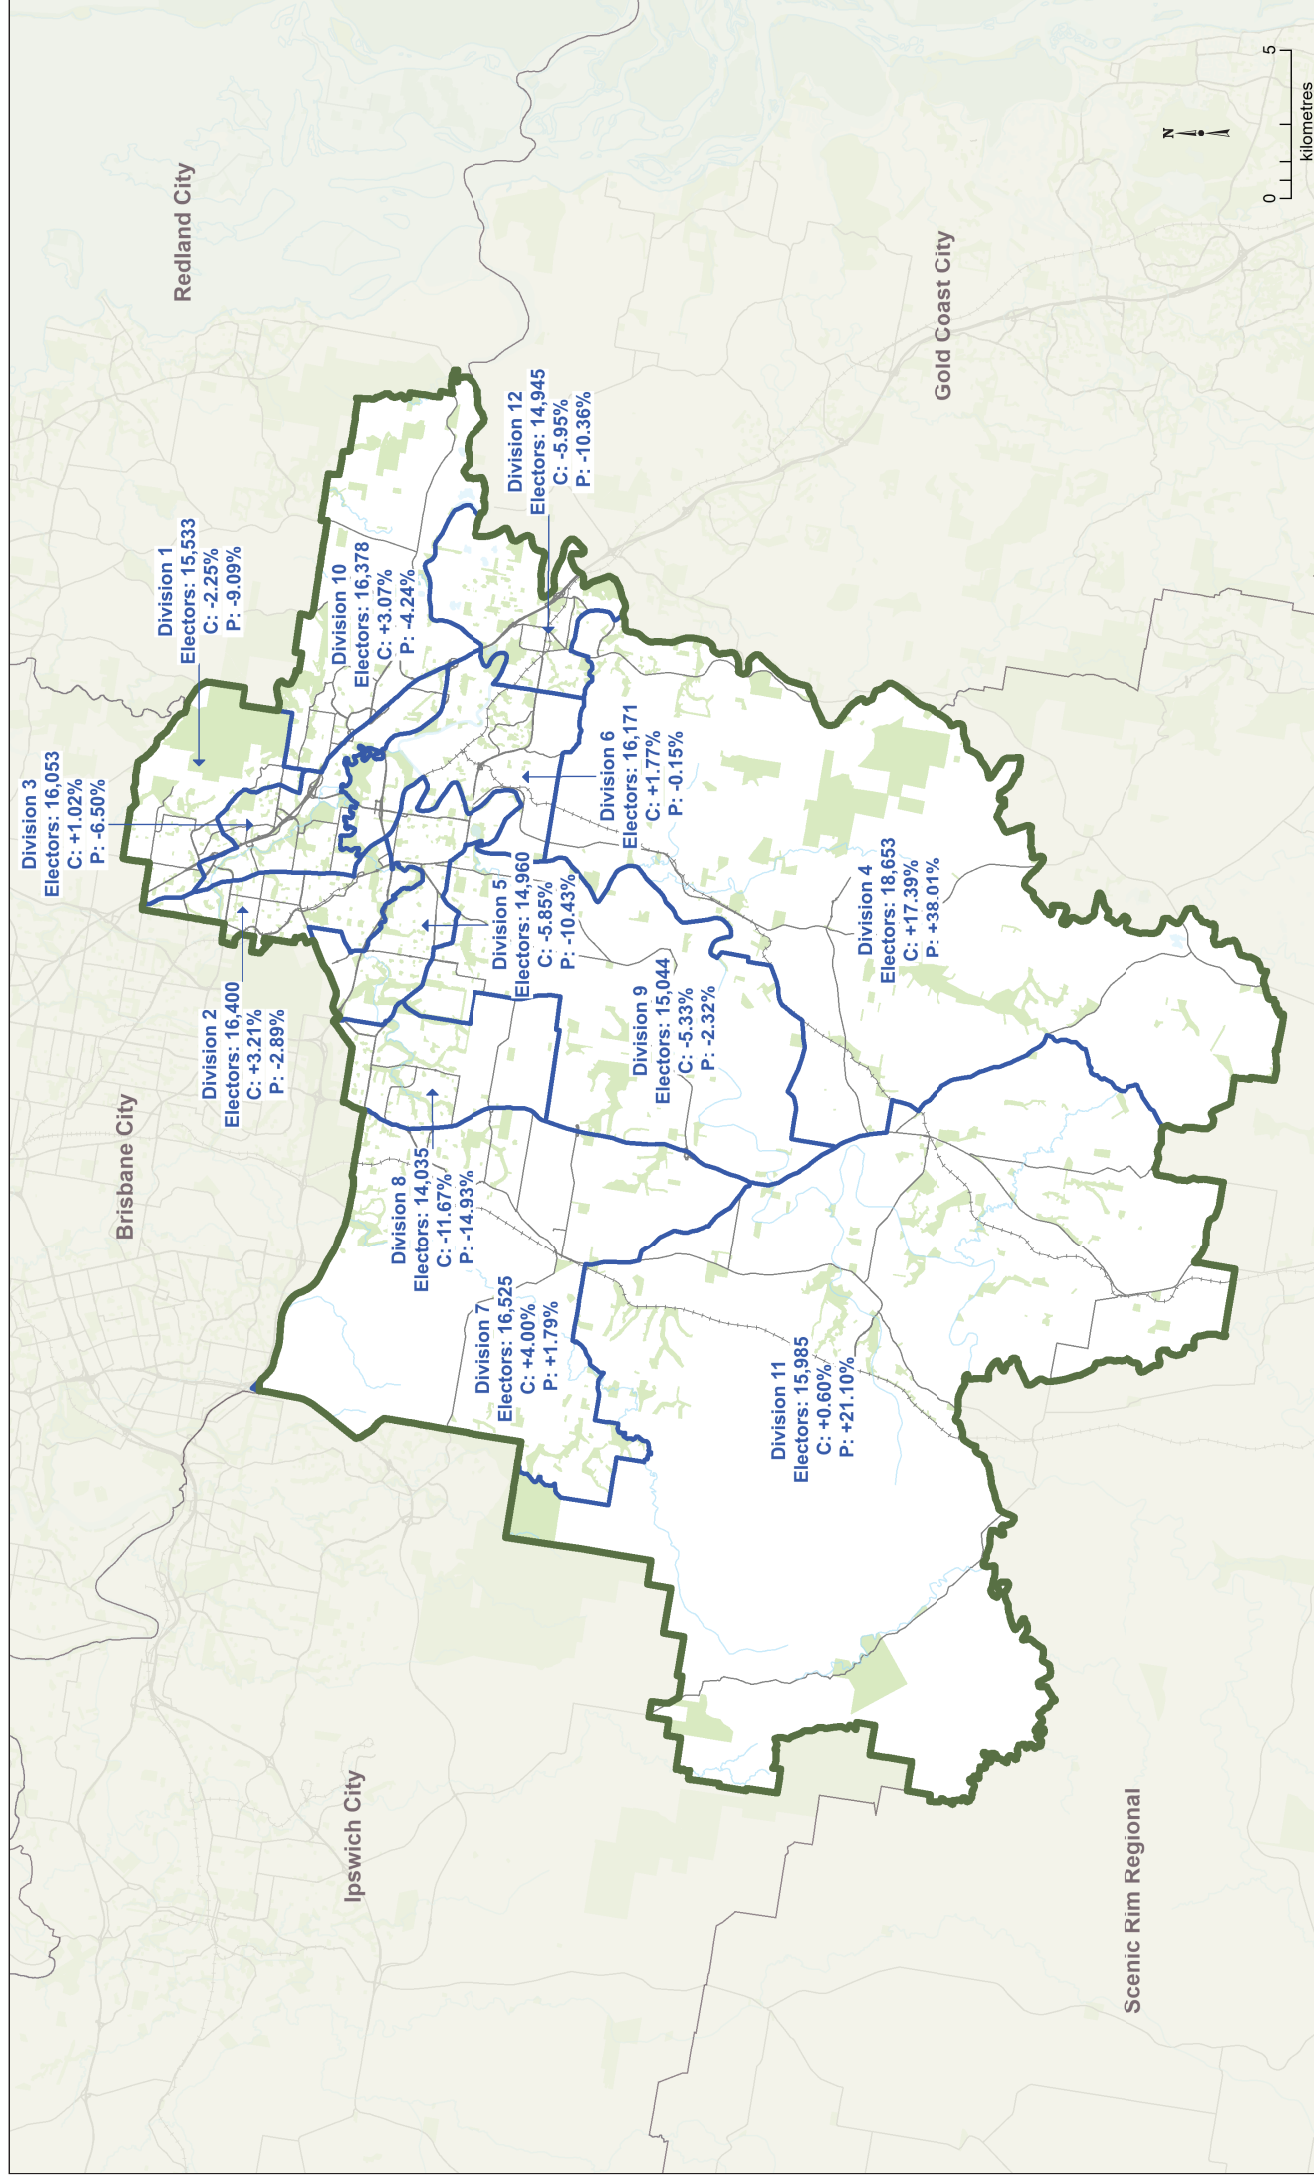 Redland City
Brisbane City
Ipswich City
Gold Coast City
Scenic Rim Regional
Division 1
Electors: 15,533
C: -2.25%
P: -9.09%
Division 2
Electors: 16,400
C: +3.21%
P: -2.89%
Division 3
Electors: 16,053
C: +1.02%
P: -6.50%
Division 10
Electors: 16,378
C: +3.07%
P: -4.24%
Division 12
Electors: 14,945
C: -5.95%
P: -10.36%
Division 8
Electors: 14,035
C: -11.67%
P: -14.93%
Division 5
Electors: 14,960
C: -5.85%
P: -10.43%
Division 7
Electors: 16,525
C: +4.00%
P: +1.79%
Division 6
Electors: 16,171
C: +1.77%
P: -0.15%
Division 9
Electors: 15,044
C: -5.33%
P: -2.32%
Division 11
Electors: 15,985
C: +0.60%
P: +21.10%
Division 4
Electors: 18,653
C: +17.39%
P: +38.01%
N
0 5
kilometres